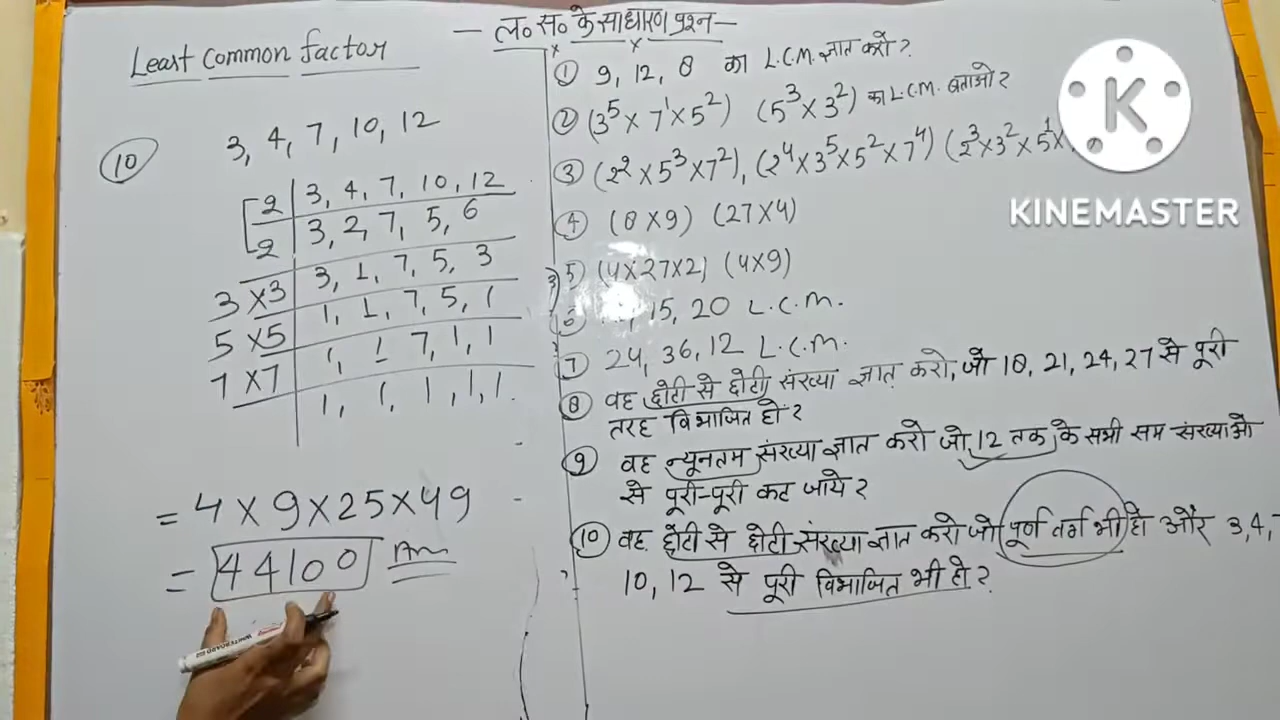 — ल० स० के साधारण प्रश्न —
Least common factor
⑩ 3, 4, 7, 10, 12
2 | 3, 4, 7, 10, 12
2 | 3, 2, 7, 5, 6
3 ×3 | 3, 1, 7, 5, 3
5 ×5 | 1, 1, 7, 5, 1
7 ×7 | 1, 1, 7, 1, 1
1, 1, 1, 1, 1
= 4 × 9 × 25 × 49
= 44100 Ans
① 9, 12, 8 का L.C.M. ज्ञात करो?
② (3⁵ × 7¹ × 5²) (5³ × 3²) का L.C.M. बताओ?
③ (2² × 5³ × 7²), (2⁴ × 3⁵ × 5² × 7⁴) (2³ × 3² × 5¹ ×
④ (8 × 9) (27 × 4)
⑤ (4 × 27 × 2) (4 × 9)
⑥ , 15, 20 L.C.M.
⑦ 24, 36, 12 L.C.M.
⑧ वह छोटी से छोटी संख्या ज्ञात करो, जो 18, 21, 24, 27 से पूरी
तरह विभाजित हो?
⑨ वह न्यूनतम संख्या ज्ञात करो जो 12 तक के सभी सम संख्याओ
से पूरी-पूरी कट जाये?
⑩ वह छोटी से छोटी संख्या ज्ञात करो जो पूर्ण वर्ग भी हो और 3, 4,
10, 12 से पूरी विभाजित भी हो?
KINEMASTER